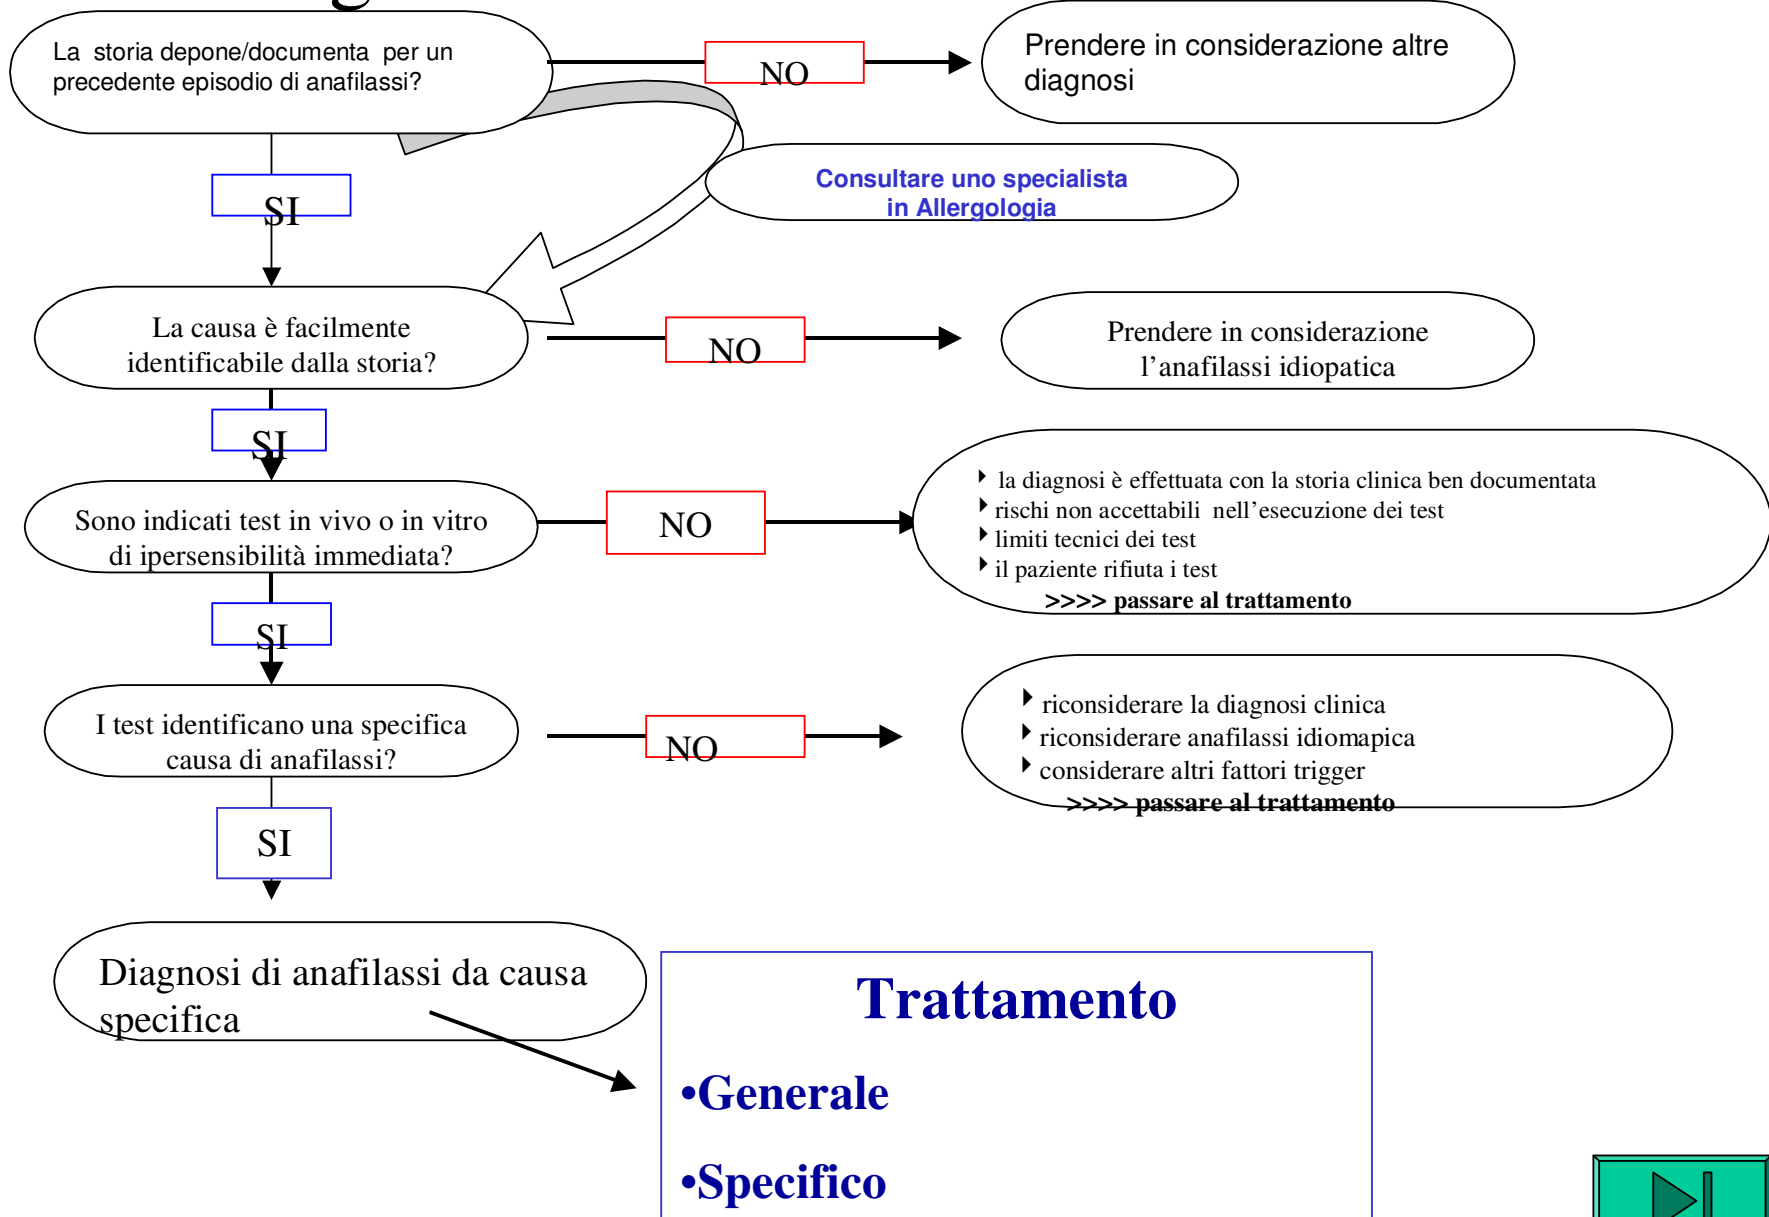 La storia depone/documenta per un
precedente episodio di anafilassi?
NO
Prendere in considerazione altre
diagnosi
Consultare uno specialista
in Allergologia
SI
La causa è facilmente
identificabile dalla storia?
NO
Prendere in considerazione
l’anafilassi idiopatica
SI
Sono indicati test in vivo o in vitro
di ipersensibilità immediata?
NO
la diagnosi è effettuata con la storia clinica ben documentata
rischi non accettabili nell’esecuzione dei test
limiti tecnici dei test
il paziente rifiuta i test
>>>> passare al trattamento
SI
I test identificano una specifica
causa di anafilassi?
NO
riconsiderare la diagnosi clinica
riconsiderare anafilassi idiomapica
considerare altri fattori trigger
>>>> passare al trattamento
SI
Diagnosi di anafilassi da causa
specifica
Trattamento
•Generale
•Specifico